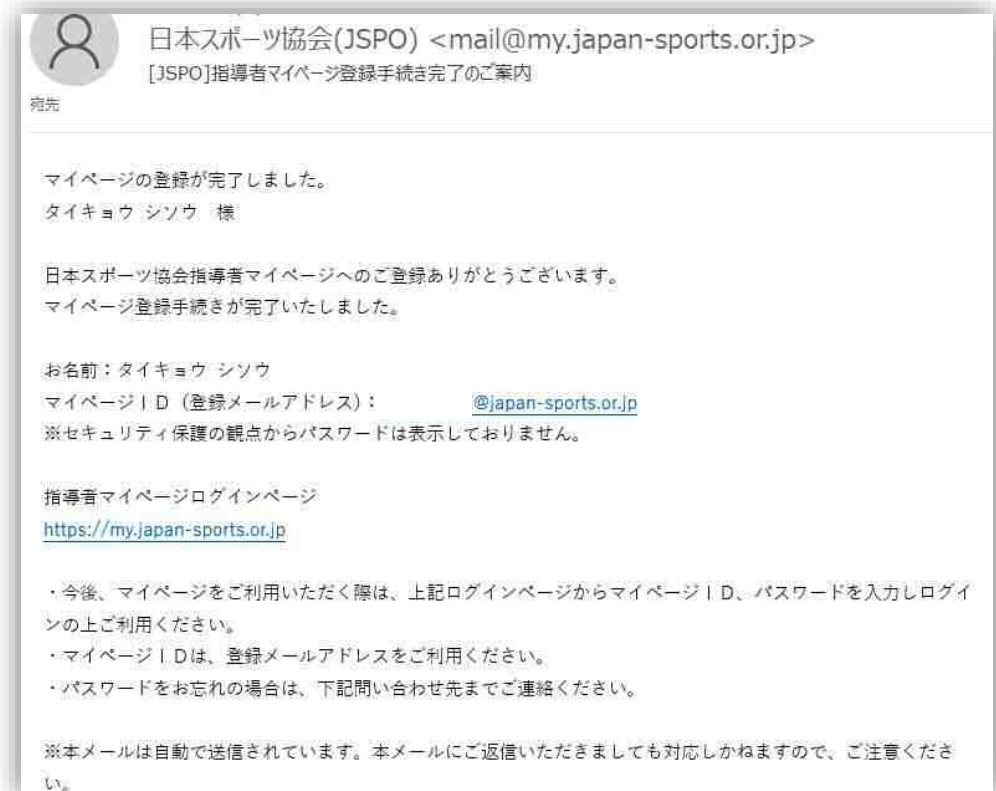 日本スポーツ協会(JSPO) <mail@my.japan-sports.or.jp>
[JSPO]指導者マイページ登録手続き完了のご案内
宛先
マイページの登録が完了しました。
タイキョウ シソウ　様
日本スポーツ協会指導者マイページへのご登録ありがとうございます。
マイページ登録手続きが完了いたしました。
お名前：タイキョウ シソウ
マイページＩＤ（登録メールアドレス）：　　　　　@japan-sports.or.jp
※セキュリティ保護の観点からパスワードは表示しておりません。
指導者マイページログインページ
https://my.japan-sports.or.jp
・今後、マイページをご利用いただく際は、上記ログインページからマイページＩＤ、パスワードを入力しログイ
ンの上ご利用ください。
・マイページＩＤは、登録メールアドレスをご利用ください。
・パスワードをお忘れの場合は、下記問い合わせ先までご連絡ください。
※本メールは自動で送信されています。本メールにご返信いただきましても対応しかねますので、ご注意くださ
い。